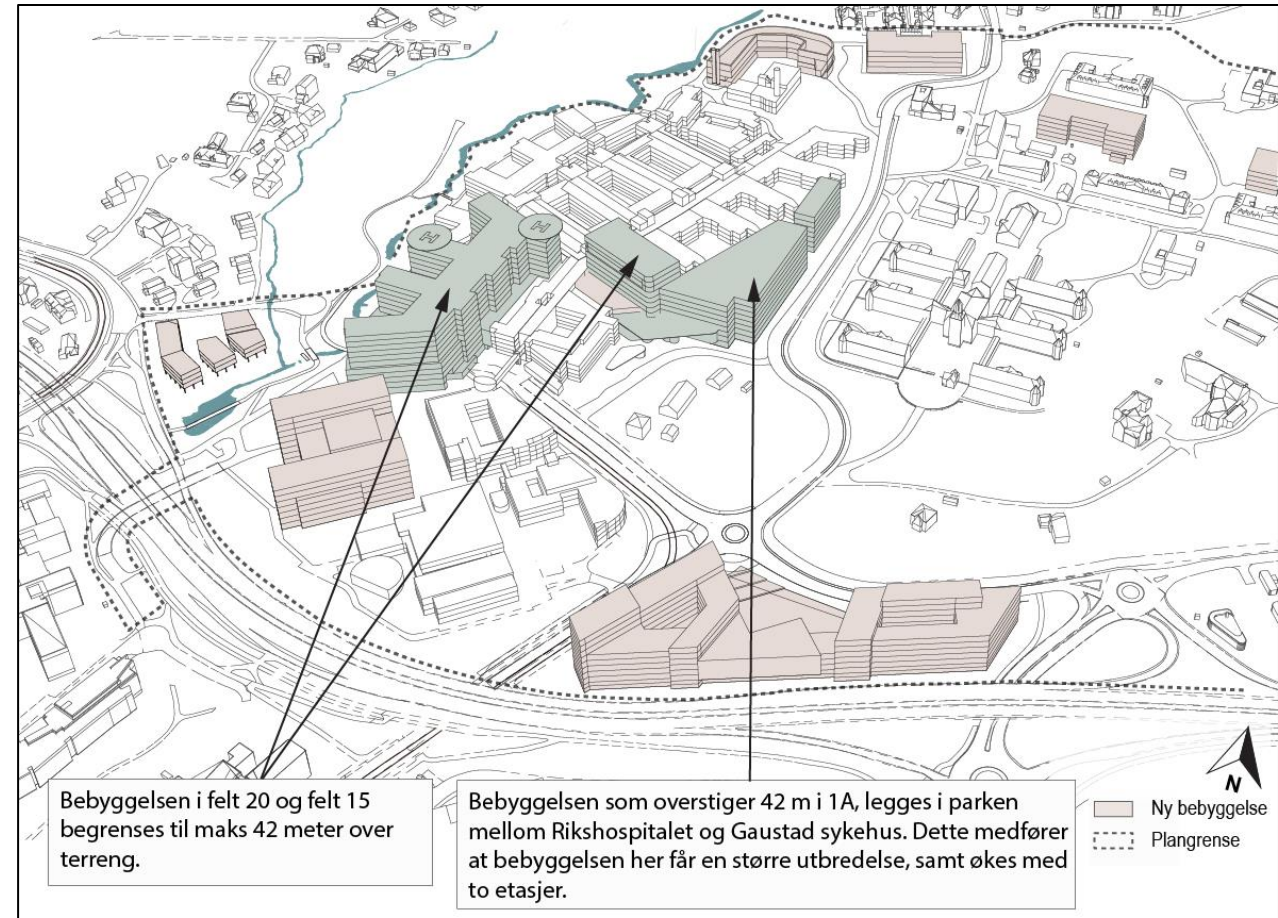 H
H
Bebyggelsen i felt 20 og felt 15
begrenses til maks 42 meter over
terreng.
Bebyggelsen som overstiger 42 m i 1A, legges i parken
mellom Rikshospitalet og Gaustad sykehus. Dette medfører
at bebyggelsen her får en større utbredelse, samt økes med
to etasjer.
N
Ny bebyggelse
Plangrense